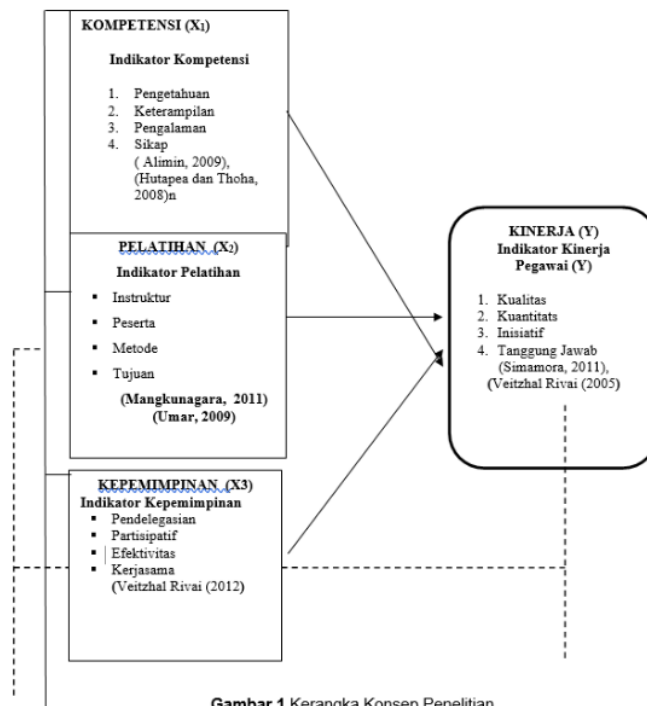 KOMPETENSI (X1)
Indikator Kompetensi
1. Pengetahuan
2. Keterampilan
3. Pengalaman
4. Sikap
( Alimin, 2009),
(Hutapea dan Thoha,
2008)n
PELATIHAN (X2)
Indikator Pelatihan
▪ Instruktur
▪ Peserta
▪ Metode
▪ Tujuan
(Mangkunagara, 2011)
(Umar, 2009)
KEPEMIMPINAN (X3)
Indikator Kepemimpinan
▪ Pendelegasian
▪ Partisipatif
▪ Efektivitas
▪ Kerjasama
(Veitzhal Rivai (2012)
KINERJA (Y)
Indikator Kinerja
Pegawai (Y)
1. Kualitas
2. Kuantitats
3. Inisiatif
4. Tanggung Jawab
(Simamora, 2011),
(Veitzhal Rivai (2005)
Gambar 1 Kerangka Konsep Penelitian